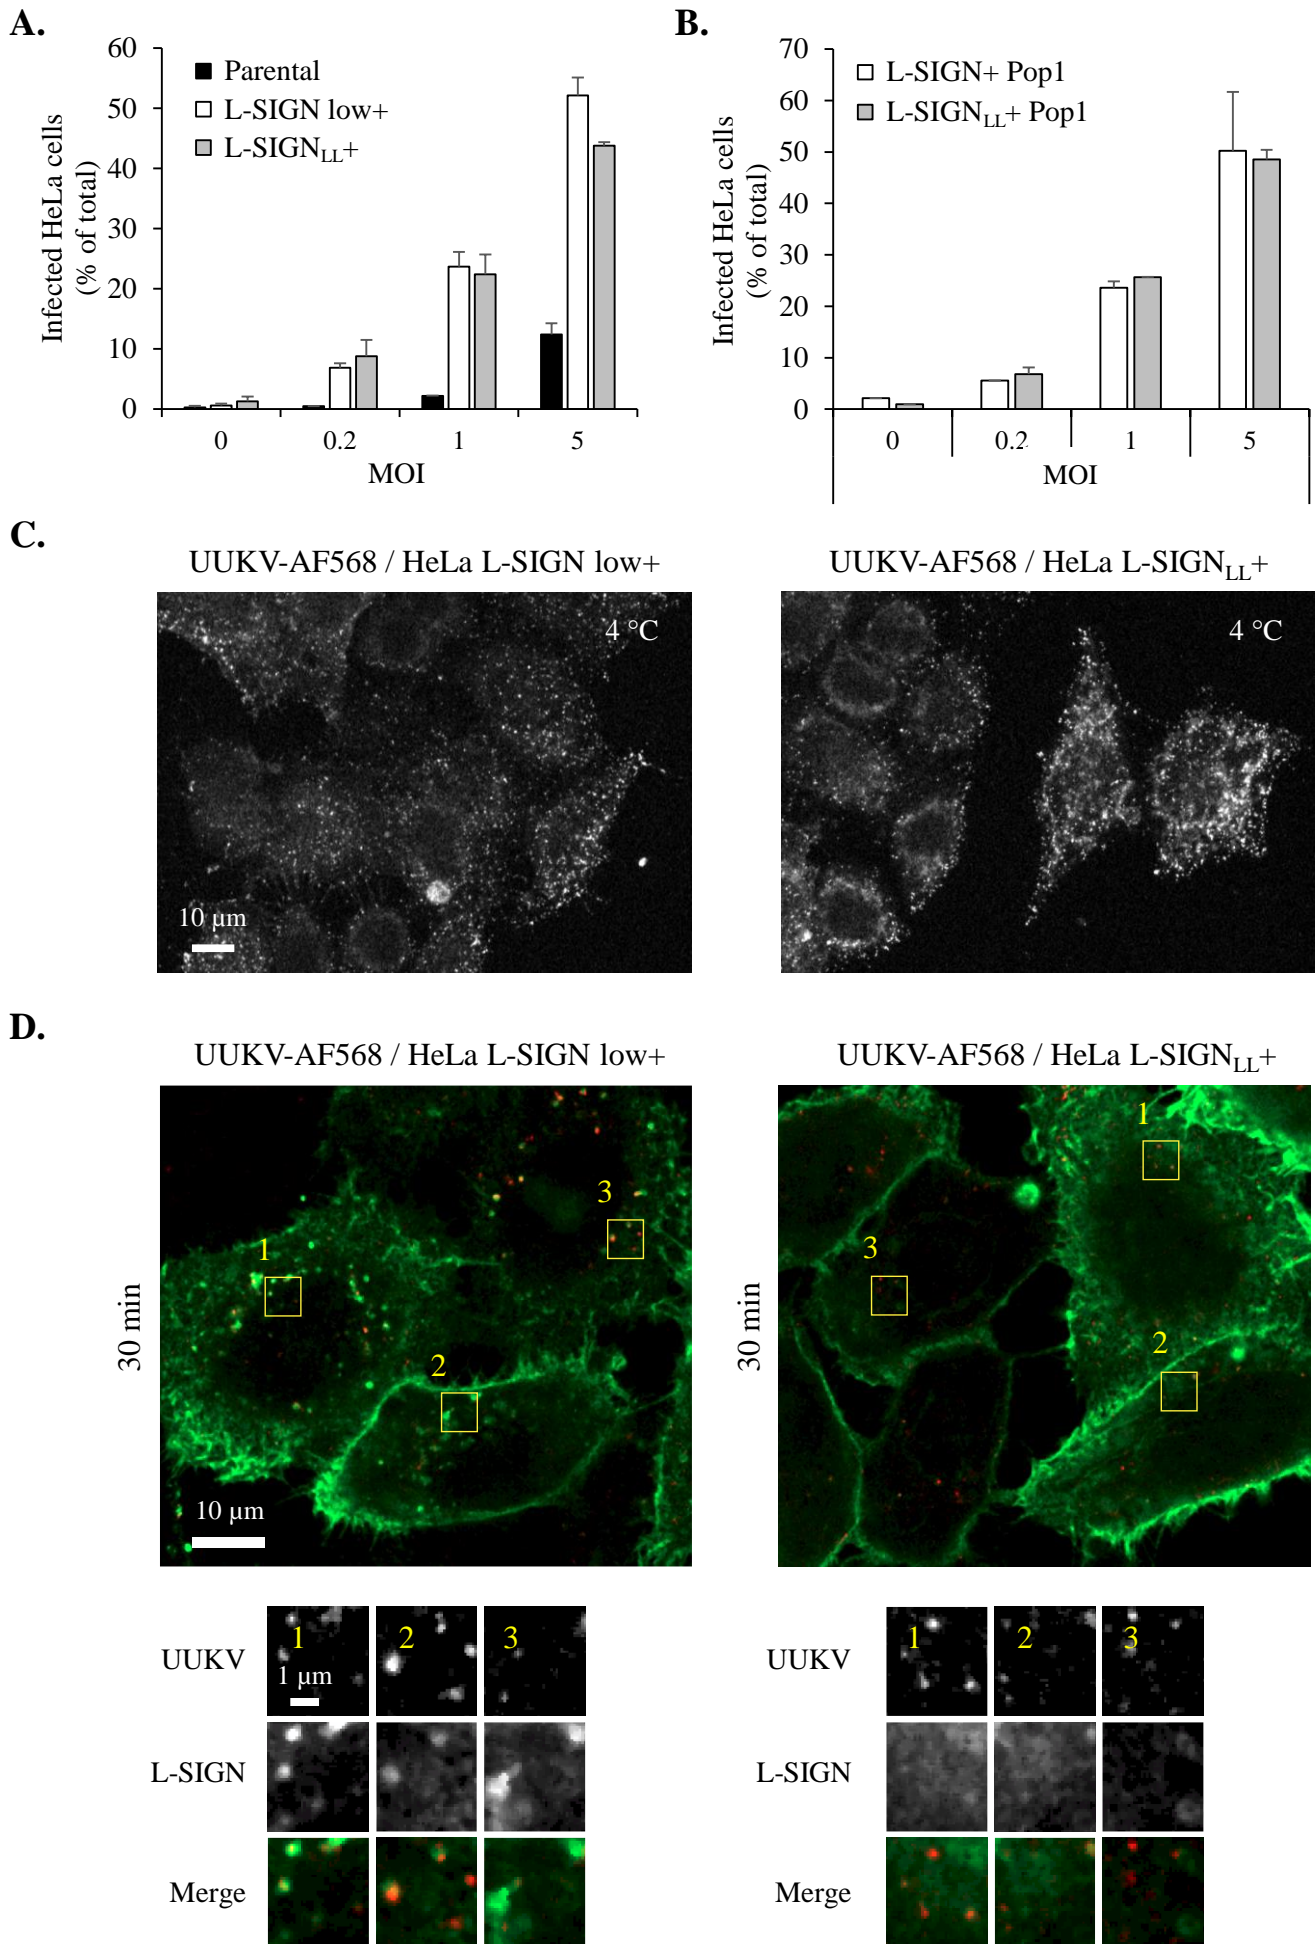 A.
60
50
40
30
20
10
0
Infected HeLa cells
(% of total)
Parental
L-SIGN low+
L-SIGNLL+
0 0.2 1 5
MOI
B.
70
60
50
40
30
20
10
0
Infected HeLa cells
(% of total)
L-SIGN+ Pop1
L-SIGNLL+ Pop1
0 0.2 1 5
MOI
C.
UUKV-AF568 / HeLa L-SIGN low+
4 °C
10 µm
UUKV-AF568 / HeLa L-SIGNLL+
4 °C
D.
UUKV-AF568 / HeLa L-SIGN low+
30 min
1
2
3
10 µm
UUKV-AF568 / HeLa L-SIGNLL+
30 min
1
3
2
UUKV
1 2 3
1 µm
L-SIGN
Merge
UUKV
1 2 3
L-SIGN
Merge